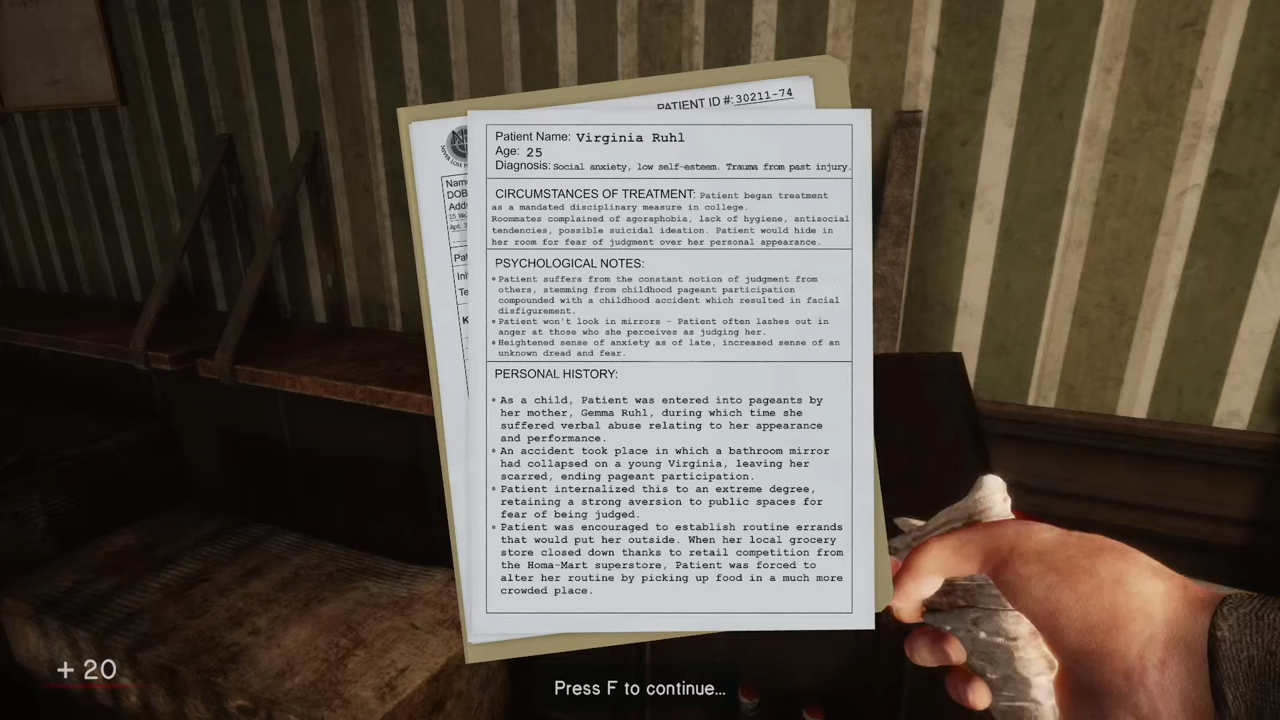 PATIENT ID #: 30211-74
Patient Name: Virginia Ruhl
Age: 25
Diagnosis: Social anxiety, low self-esteem. Trauma from past injury.
CIRCUMSTANCES OF TREATMENT: Patient began treatment
as a mandated disciplinary measure in college.
Roommates complained of agoraphobia, lack of hygiene, antisocial
tendencies, possible suicidal ideation. Patient would hide in
her room for fear of judgment over her personal appearance.
PSYCHOLOGICAL NOTES:
• Patient suffers from the constant notion of judgment from
others, stemming from childhood pageant participation
compounded with a childhood accident which resulted in facial
disfigurement.
• Patient won't look in mirrors - Patient often lashes out in
anger at those who she perceives as judging her.
• Heightened sense of anxiety as of late, increased sense of an
unknown dread and fear.
PERSONAL HISTORY:
• As a child, Patient was entered into pageants by
her mother, Gemma Ruhl, during which time she
suffered verbal abuse relating to her appearance
and performance.
• An accident took place in which a bathroom mirror
had collapsed on a young Virginia, leaving her
scarred, ending pageant participation.
• Patient internalized this to an extreme degree,
retaining a strong aversion to public spaces for
fear of being judged.
• Patient was encouraged to establish routine errands
that would put her outside. When her local grocery
store closed down thanks to retail competition from
the Homa-Mart superstore, Patient was forced to
alter her routine by picking up food in a much more
crowded place.
+ 20
Press F to continue...